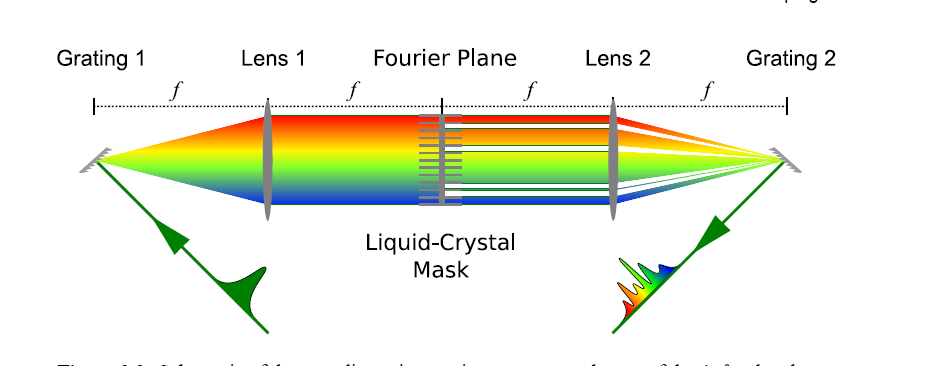 Grating 1 Lens 1 Fourier Plane Lens 2 Grating 2
f f f f
Liquid-Crystal
Mask